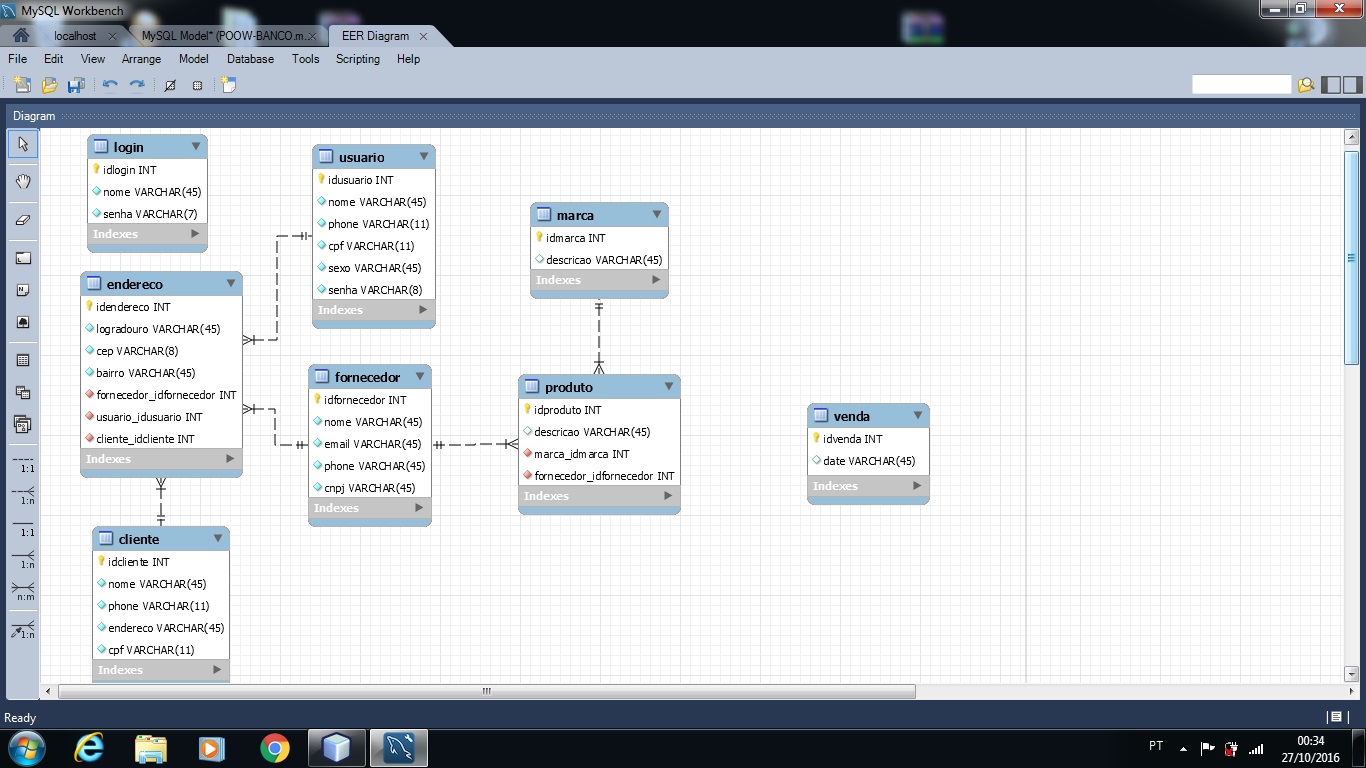 MySQL Workbench
localhost
MySQL Model* (POOW-BANCO.m...
EER Diagram
File Edit View Arrange Model Database Tools Scripting Help
Diagram
login
idlogin INT
nome VARCHAR(45)
senha VARCHAR(7)
Indexes
usuario
idusuario INT
nome VARCHAR(45)
phone VARCHAR(11)
cpf VARCHAR(11)
sexo VARCHAR(45)
senha VARCHAR(8)
Indexes
marca
idmarca INT
descricao VARCHAR(45)
Indexes
endereco
idendereco INT
logradouro VARCHAR(45)
cep VARCHAR(8)
bairro VARCHAR(45)
fornecedor_idfornecedor INT
usuario_idusuario INT
cliente_idcliente INT
Indexes
fornecedor
idfornecedor INT
nome VARCHAR(45)
email VARCHAR(45)
phone VARCHAR(45)
cnpj VARCHAR(45)
Indexes
produto
idproduto INT
descricao VARCHAR(45)
marca_idmarca INT
fornecedor_idfornecedor INT
Indexes
venda
idvenda INT
date VARCHAR(45)
Indexes
cliente
idcliente INT
nome VARCHAR(45)
phone VARCHAR(11)
endereco VARCHAR(45)
cpf VARCHAR(11)
Indexes
1:1
1:n
1:1
1:n
n:m
1:n
Ready
PT
00:34
27/10/2016